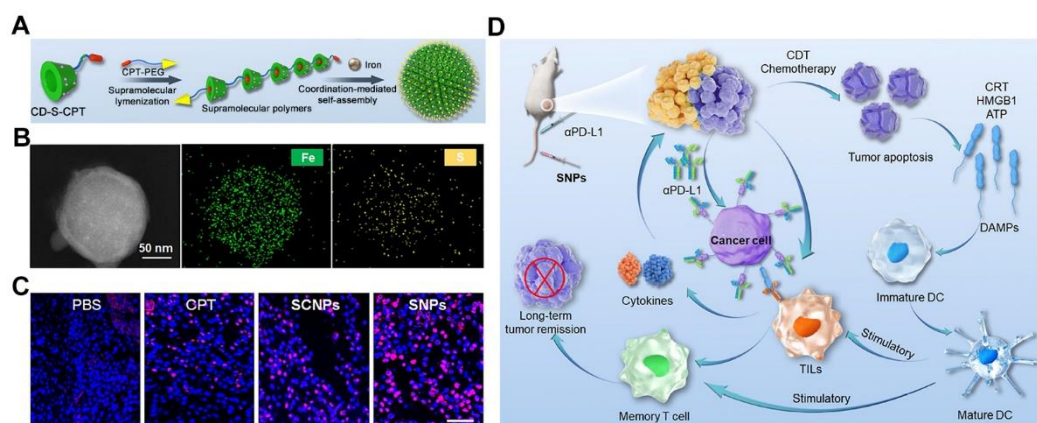 A
CPT-PEG
Iron
Supramolecular
lymenization
Coordination-mediated
self-assembly
CD-S-CPT
Supramolecular polymers
B
Fe
S
50 nm
C
PBS
CPT
SCNPs
SNPs
D
CDT
Chemotherapy
CRT
HMGB1
ATP
αPD-L1
Tumor apoptosis
SNPs
αPD-L1
DAMPs
Cancer cell
Cytokines
Immature DC
Long-term
tumor remission
Stimulatory
TILs
Stimulatory
Memory T cell
Mature DC